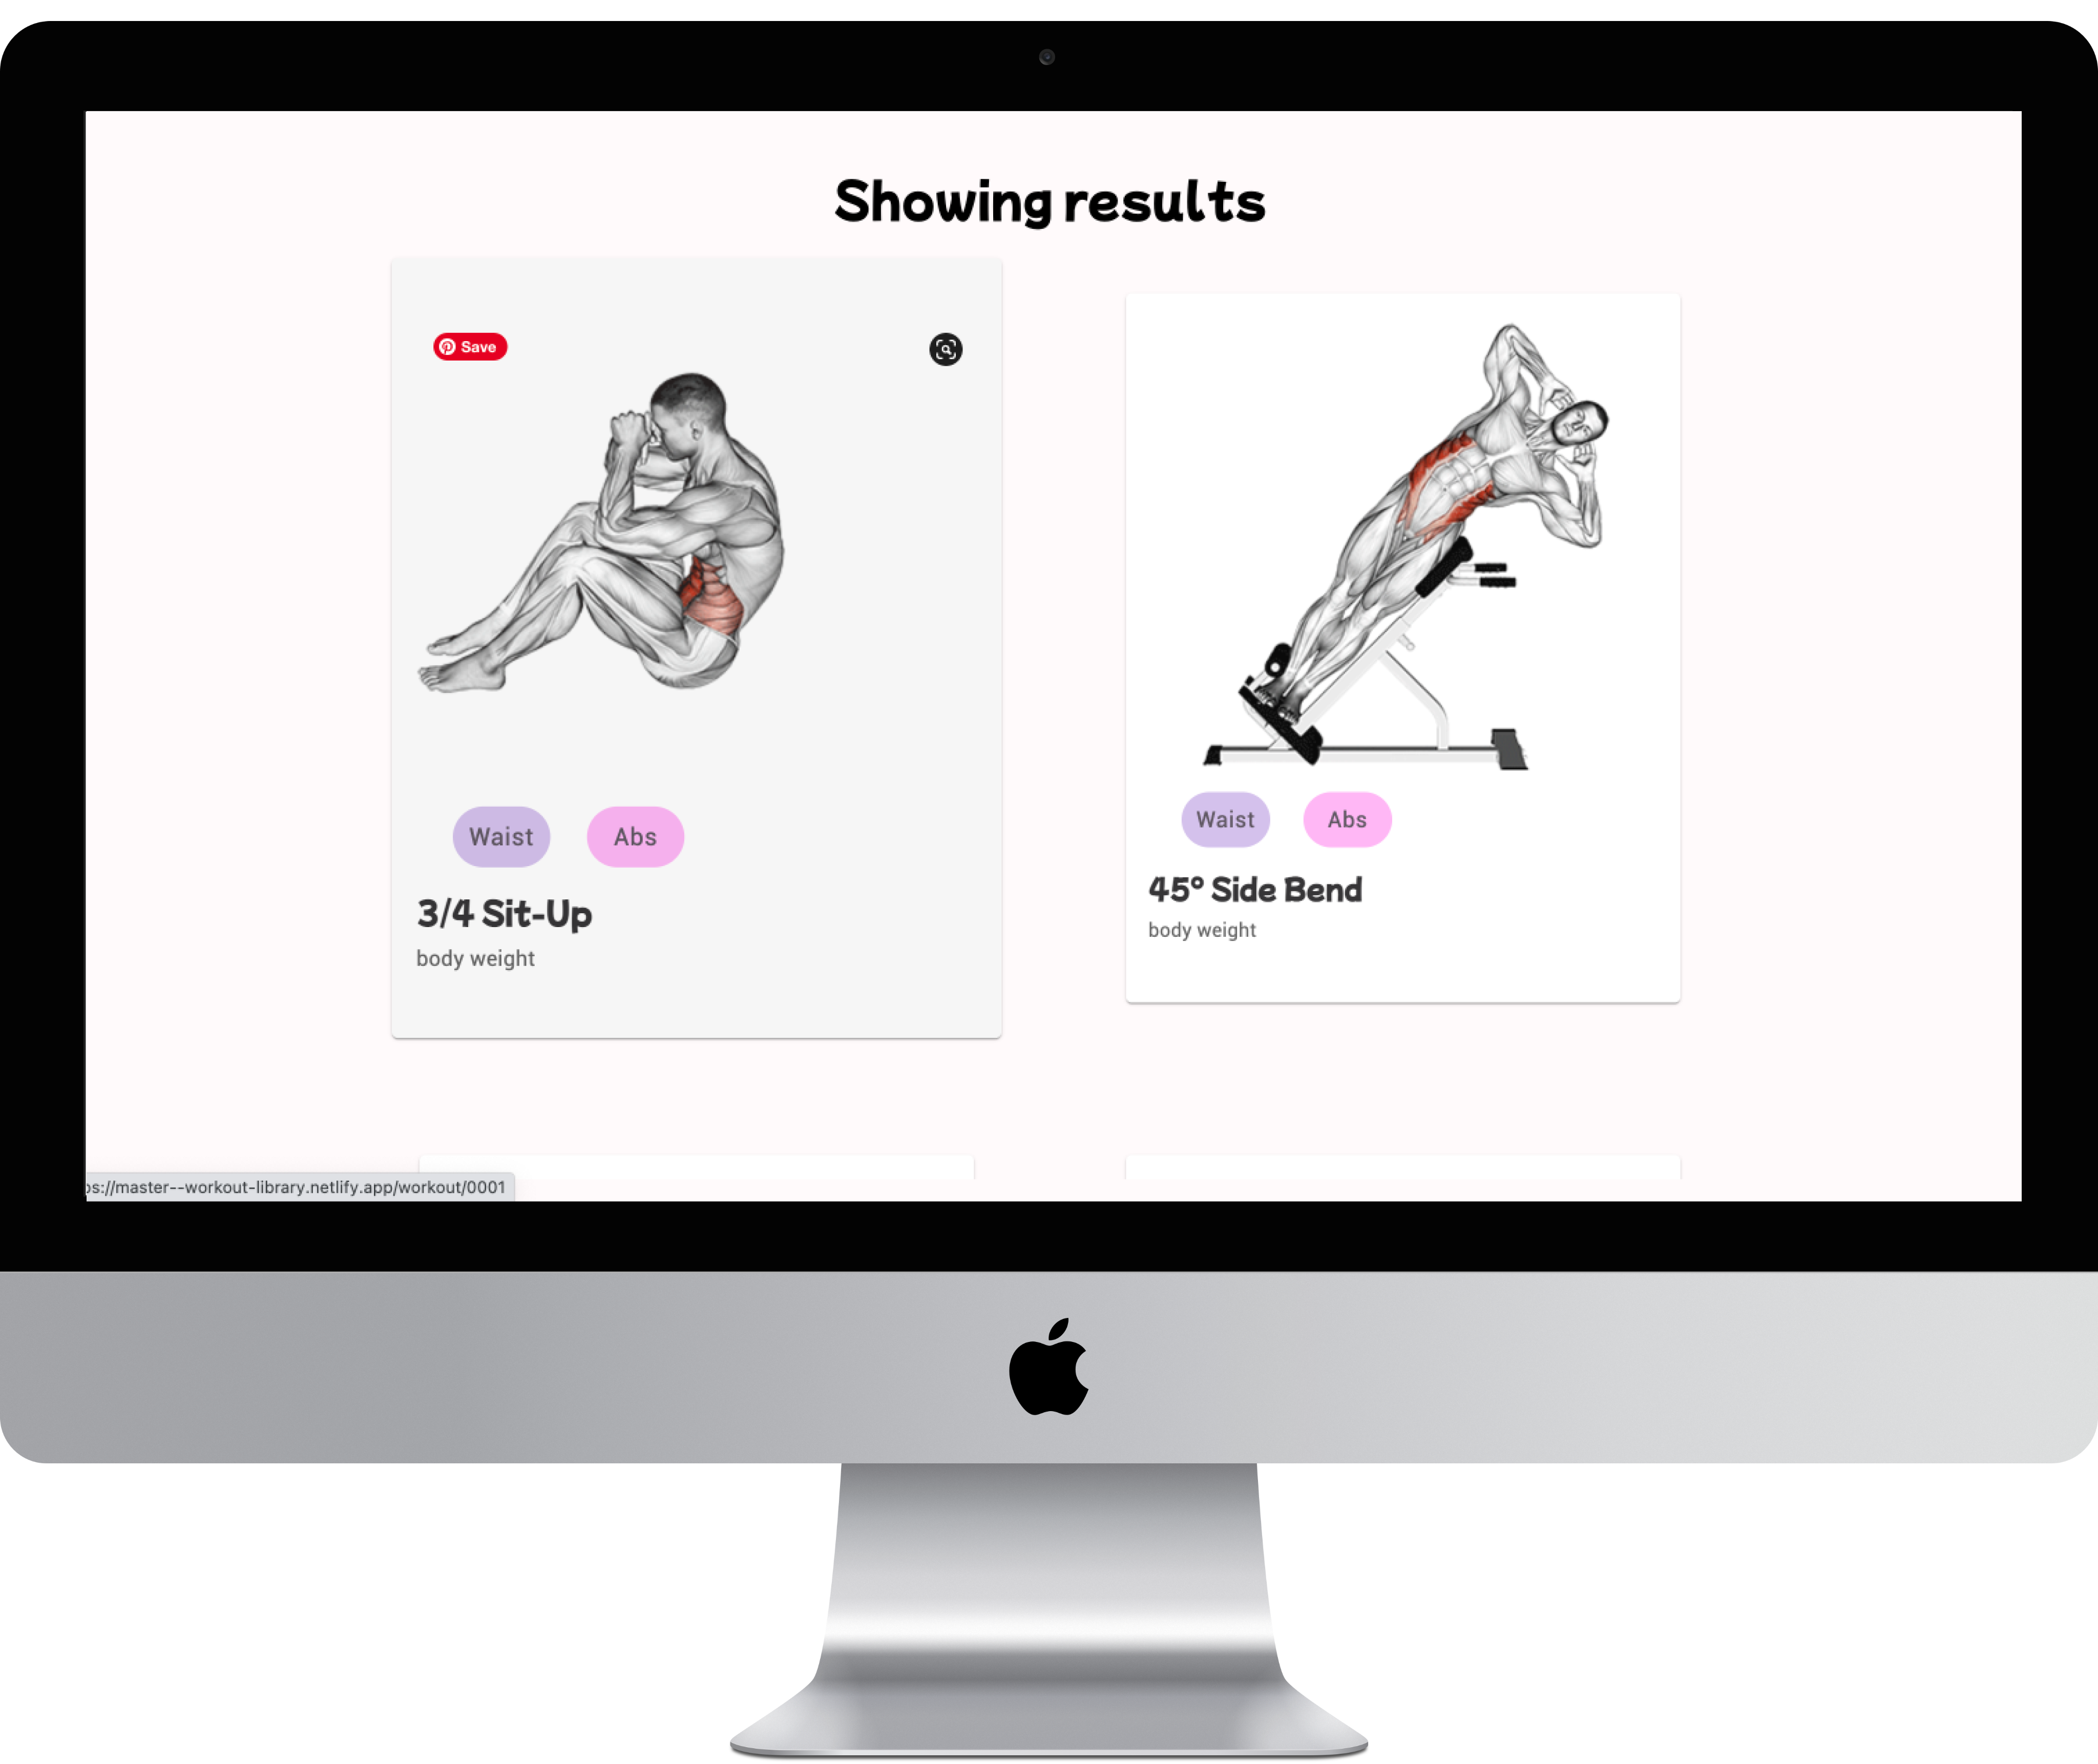 Showing results
Save
Waist Abs
3/4 Sit-Up
body weight
Waist Abs
45° Side Bend
body weight
ps://master--workout-library.netlify.app/workout/0001